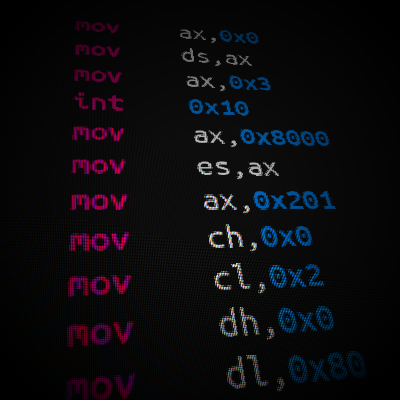 mov ax,0x0
mov ds,ax
mov ax,0x3
int 0x10
mov ax,0x8000
mov es,ax
mov ax,0x201
mov ch,0x0
mov cl,0x2
mov dh,0x0
mov dl,0x80